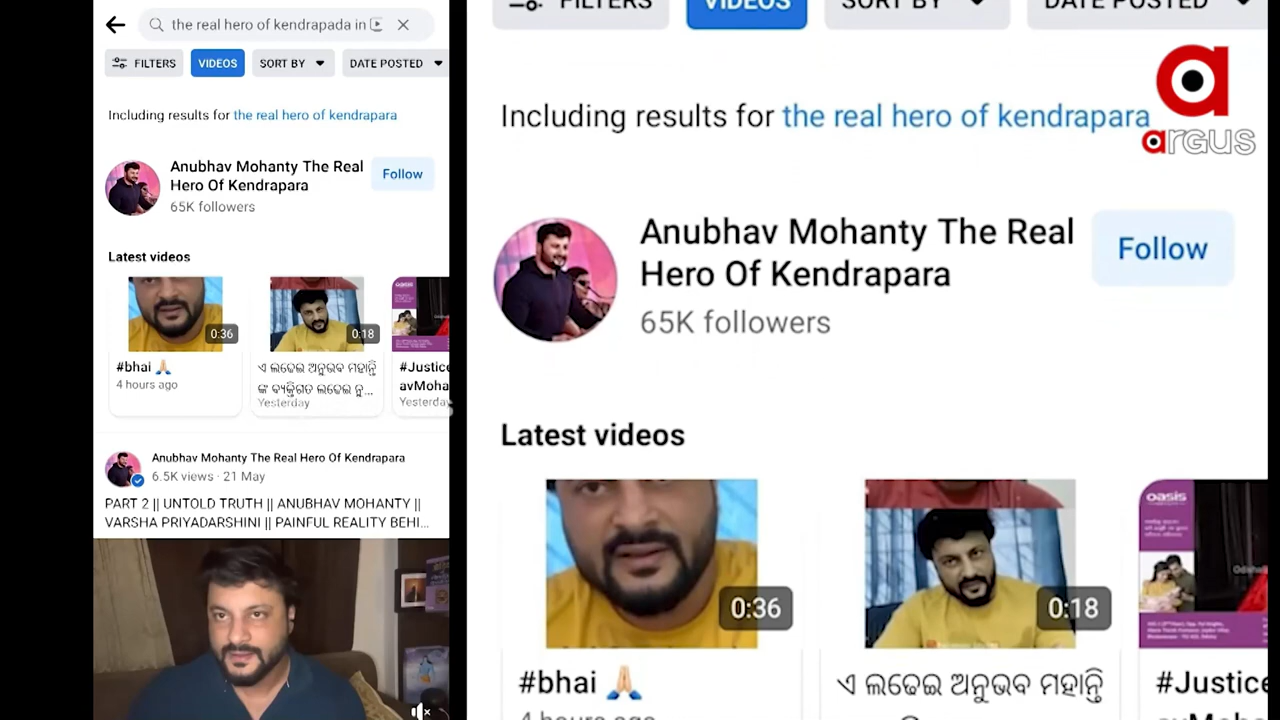 the real hero of kendrapada in
FILTERS
VIDEOS
SORT BY
DATE POSTED
Including results for the real hero of kendrapara
Anubhav Mohanty The Real
Hero Of Kendrapara
65K followers
Follow
Latest videos
0:36
0:18
#bhai 🙏🏻
4 hours ago
ଏ ଲଢେଇ ଅନୁଭବ ମହାନ୍ତି
ଙ୍କ ବ୍ୟକ୍ତିଗତ ଲଢେଇ ନୁ...
Yesterday
#Justice
avMoha
Yesterday
Anubhav Mohanty The Real Hero Of Kendrapara
6.5K views · 21 May
PART 2 || UNTOLD TRUTH || ANUBHAV MOHANTY ||
VARSHA PRIYADARSHINI || PAINFUL REALITY BEHI...
FILTERS
VIDEOS
SORT BY
DATE POSTED
argus
Including results for the real hero of kendrapara
Anubhav Mohanty The Real
Hero Of Kendrapara
65K followers
Follow
Latest videos
oasis
0:36
0:18
#bhai 🙏🏻
4 hours ago
ଏ ଲଢେଇ ଅନୁଭବ ମହାନ୍ତି
#Justice